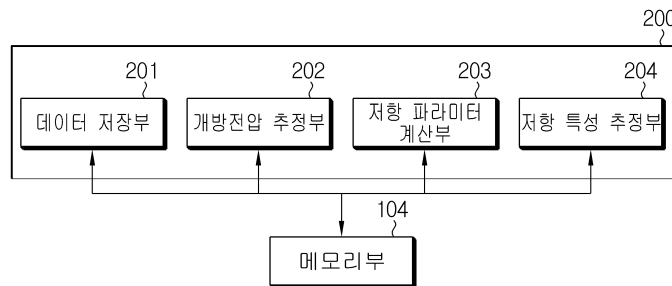 200
201
202
203
204
데이터 저장부
개방전압 추정부
저항 파라미터
계산부
저항 특성 추정부
104
메모리부